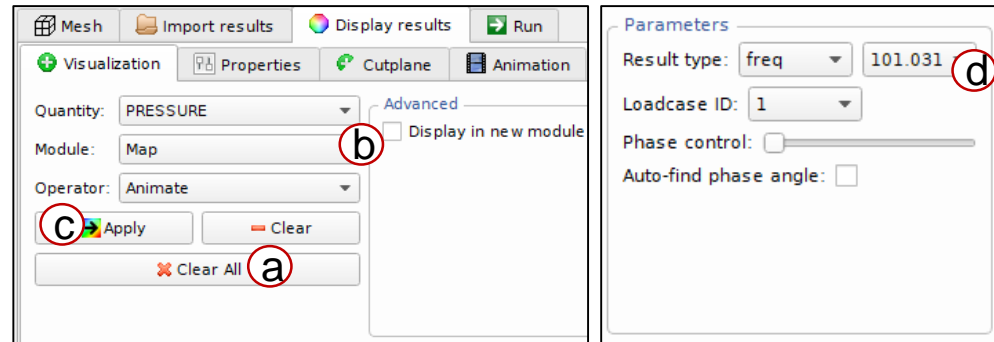 Mesh Import results Display results Run
Visualization Properties Cutplane Animation
Quantity: PRESSURE
Module: Map
Operator: Animate
Apply Clear
Clear All
Advanced
Display in new module
a
b
c
Parameters
Result type: freq 101.031
Loadcase ID: 1
Phase control:
Auto-find phase angle:
d